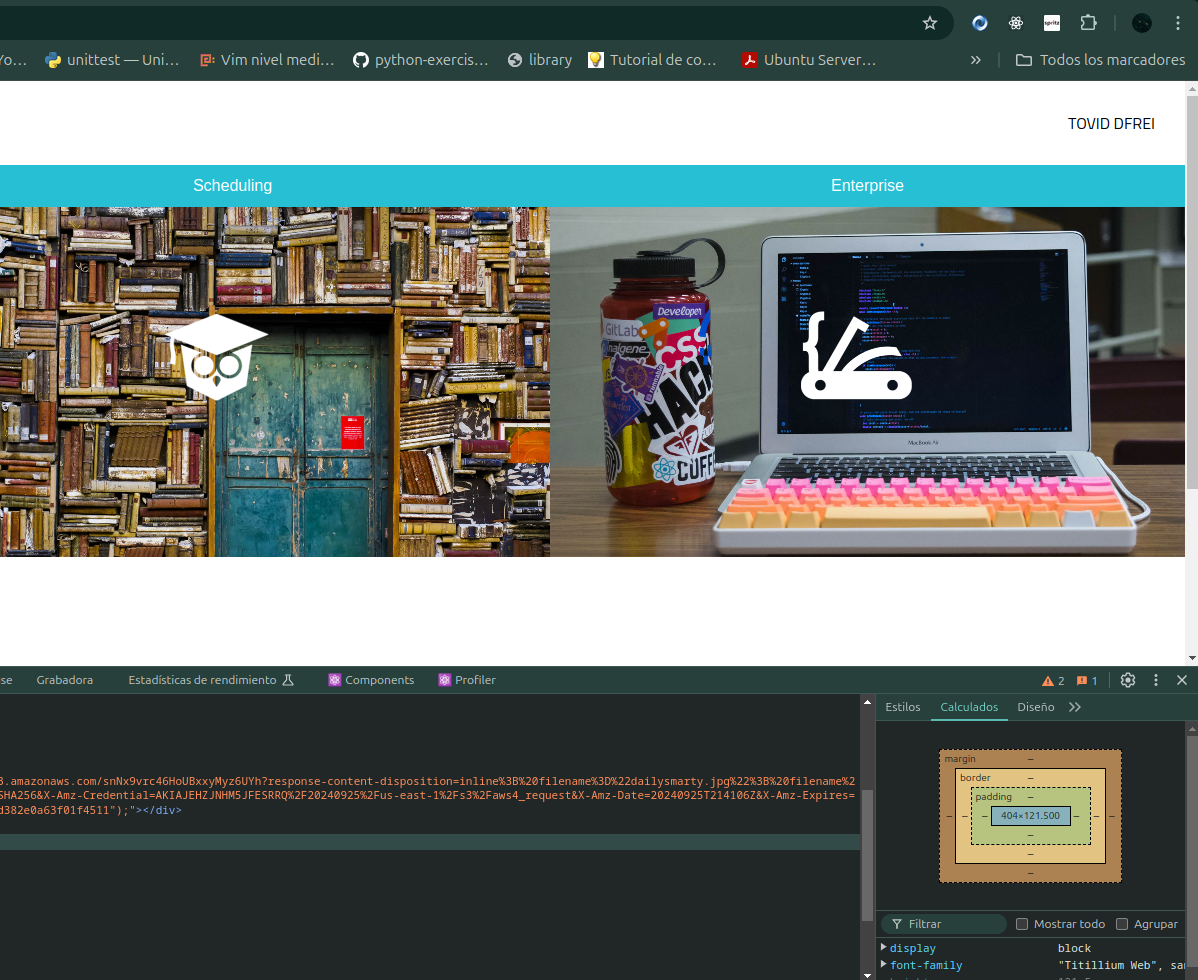 Yo...
unittest — Uni...
Vim nivel medi...
python-exercis...
library
Tutorial de co...
Ubuntu Server...
»
Todos los marcadores
spritz
TOVID DFREI
Scheduling
Enterprise
Developer
GitLab
nalgene
CSS
HACK
MacBook Air
se
Grabadora
Estadísticas de rendimiento
Components
Profiler
2
1
Estilos
Calculados
Diseño
3.amazonaws.com/snNx9vrc46HoUBxxyMyz6UYh?response-content-disposition=inline%3B%20filename%3D%22dailysmarty.jpg%22%3B%20filename%2
SHA256&X-Amz-Credential=AKIAJEHZJNHM5JFESRRQ%2F20240925%2Fus-east-1%2Fs3%2Faws4_request&X-Amz-Date=20240925T214106Z&X-Amz-Expires=
d382e0a63f01f4511");"></div>
margin
–
border
–
padding
–
– – – 404×121.500 – – –
–
–
–
Filtrar
Mostrar todo
Agrupar
display
block
font-family
"Titillium Web", sa